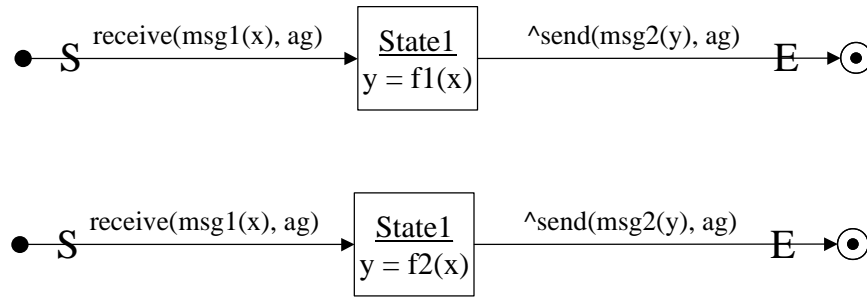 receive(msg1(x), ag)
State1
^send(msg2(y), ag)
S
y = f1(x)
E
receive(msg1(x), ag)
State1
^send(msg2(y), ag)
S
y = f2(x)
E